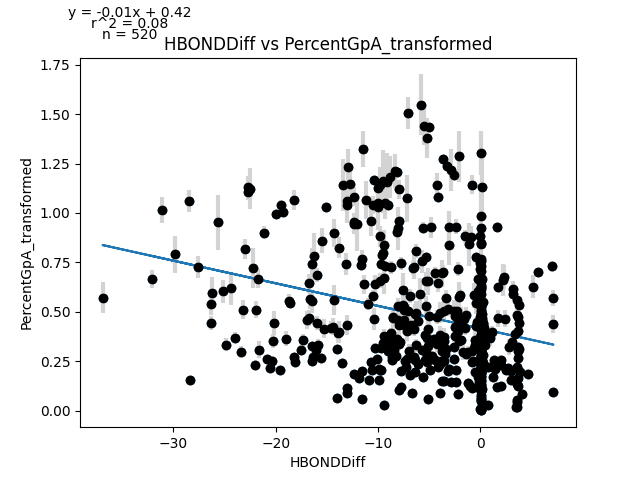 y = -0.01x + 0.42
r^2 = 0.08
n = 520
HBONDDiff vs PercentGpA_transformed
PercentGpA_transformed
1.75
1.50
1.25
1.00
0.75
0.50
0.25
0.00
−30
−20
−10
0
HBONDDiff